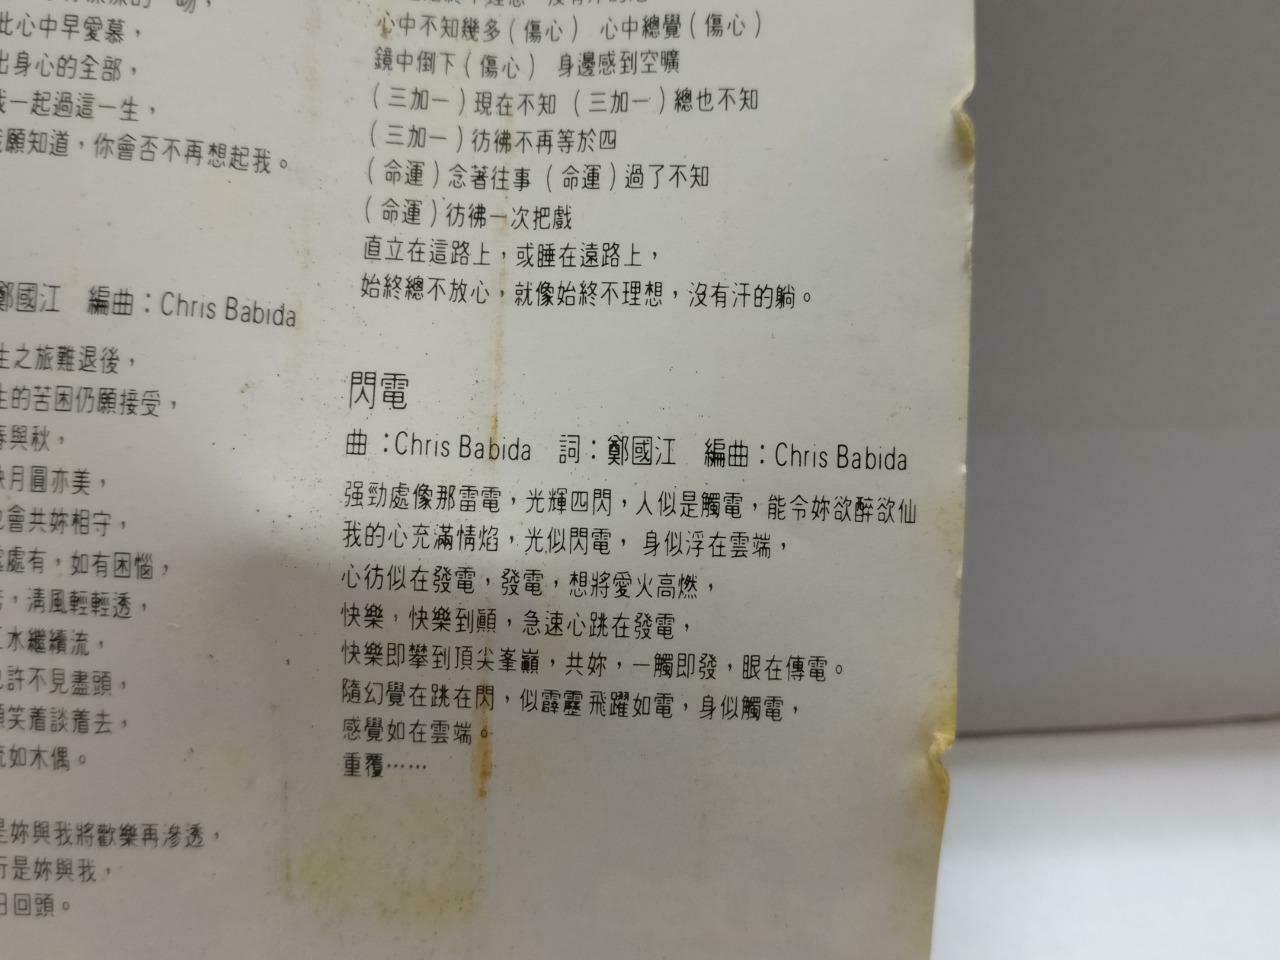 此心中早愛慕，
出身心的全部，
我一起過這一生，
我願知道，你會否不再想起我。
鄭國江　編曲：Chris Babida
生之旅難退後，
生的苦困仍願接受，
春與秋，
缺月圓亦美，
也會共妳相守，
處處有，如有困惱，
，清風輕輕透，
水繼續流，
也許不見盡頭，
笑着談着去，
如木偶。
是妳與我將歡樂再滲透，
行是妳與我，
日回頭。
心中不知幾多（傷心）　心中總覺（傷心）
鏡中倒下（傷心）　身邊感到空曠
（三加一）現在不知　（三加一）總也不知
（三加一）彷彿不再等於四
（命運）念著往事　（命運）過了不知
（命運）彷彿一次把戲
直立在這路上，或睡在遠路上，
始終總不放心，就像始終不理想，沒有汗的躺。
閃電
曲：Chris Babida　詞：鄭國江　編曲：Chris Babida
强勁處像那雷電，光輝四閃，人似是觸電，能令妳欲醉欲仙
我的心充滿情焰，光似閃電，身似浮在雲端，
心彷似在發電，發電，想將愛火高燃，
快樂，快樂到顚，急速心跳在發電，
快樂即攀到頂尖峯巔，共妳，一觸即發，眼在傳電。
隨幻覺在跳在閃，似霹靂飛躍如電，身似觸電，
感覺如在雲端。
重覆……